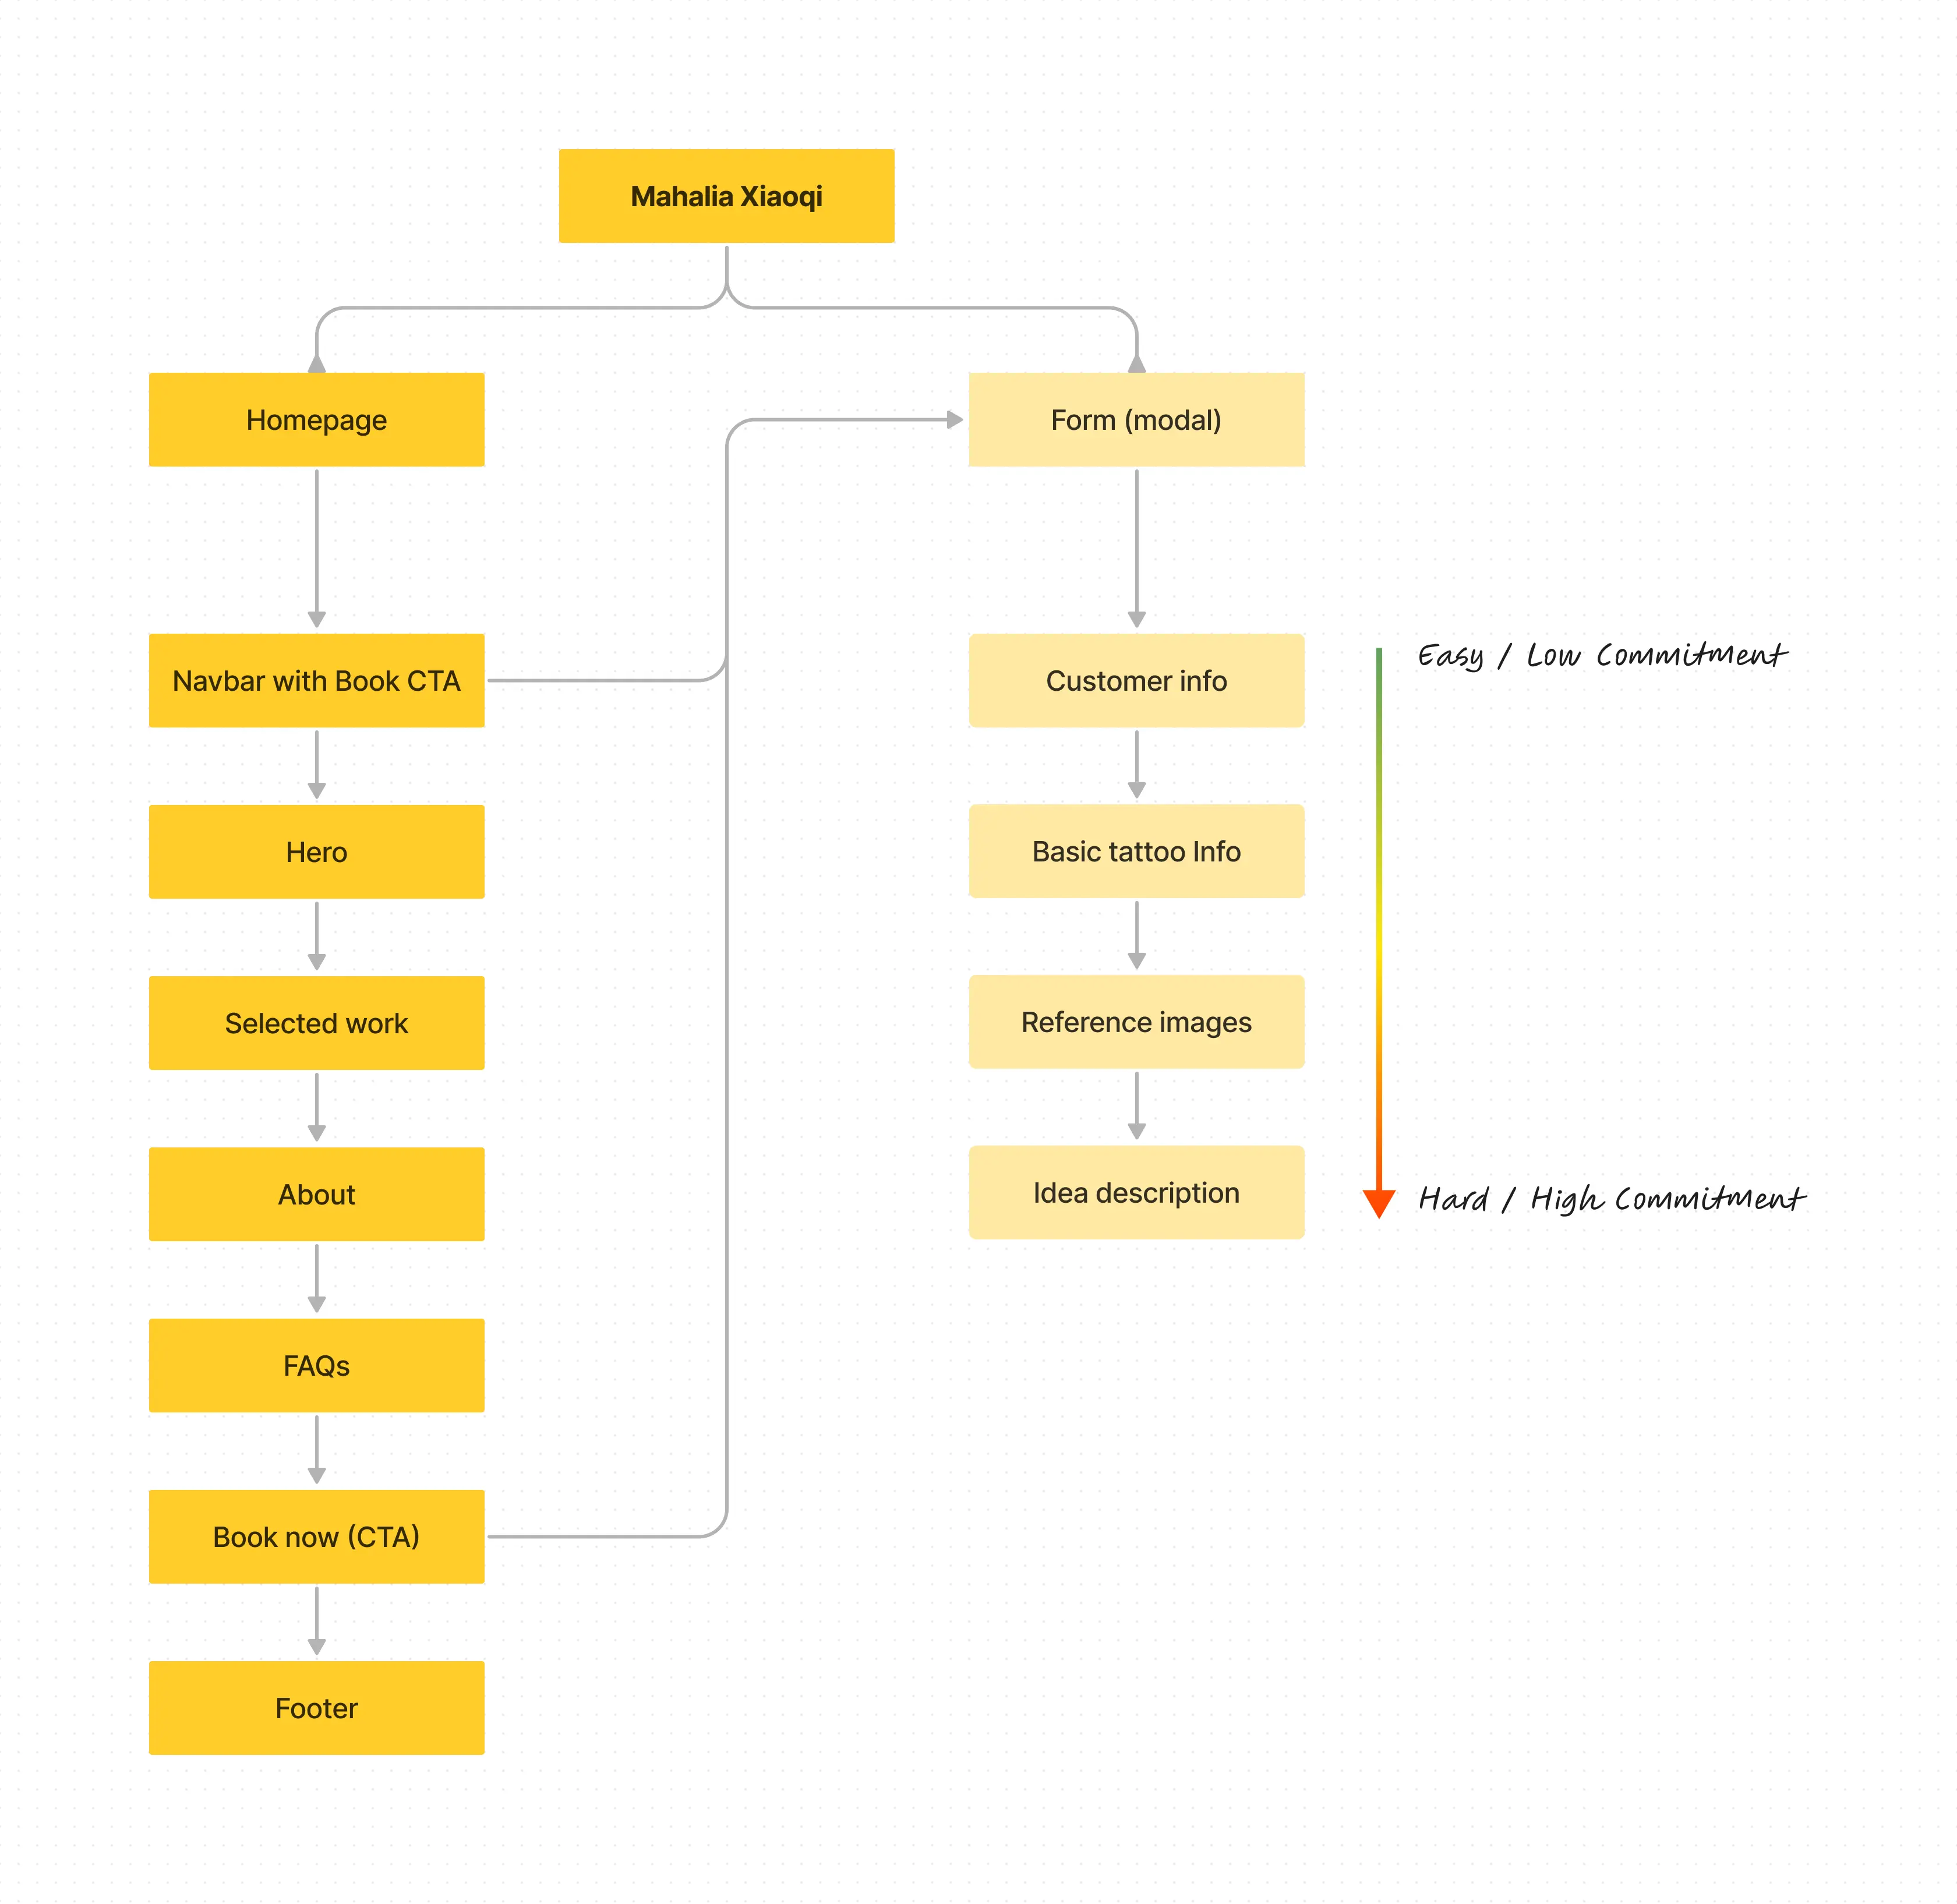 Mahalia Xiaoqi
Homepage
Form (modal)
Navbar with Book CTA
Customer info
Easy / Low Commitment
Hero
Basic tattoo Info
Selected work
Reference images
About
Idea description
Hard / High Commitment
FAQs
Book now (CTA)
Footer